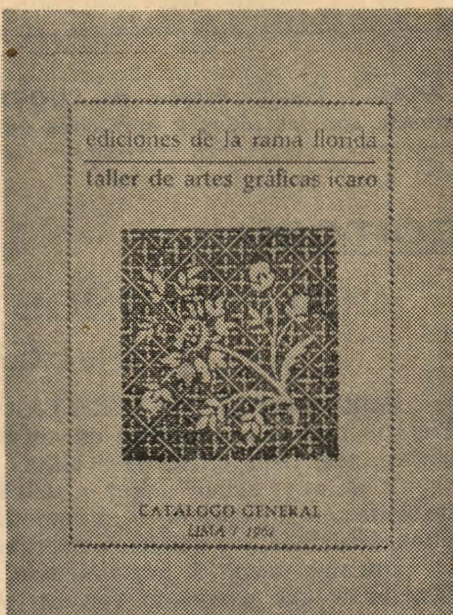 ediciones de la rama florida
taller de artes gráficas icaro
CATALOGO GENERAL
LIMA /